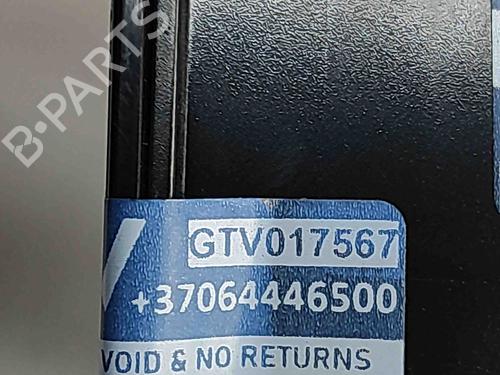 B-PARTS
GTV017567
+37064446500
VOID & NO RETURNS